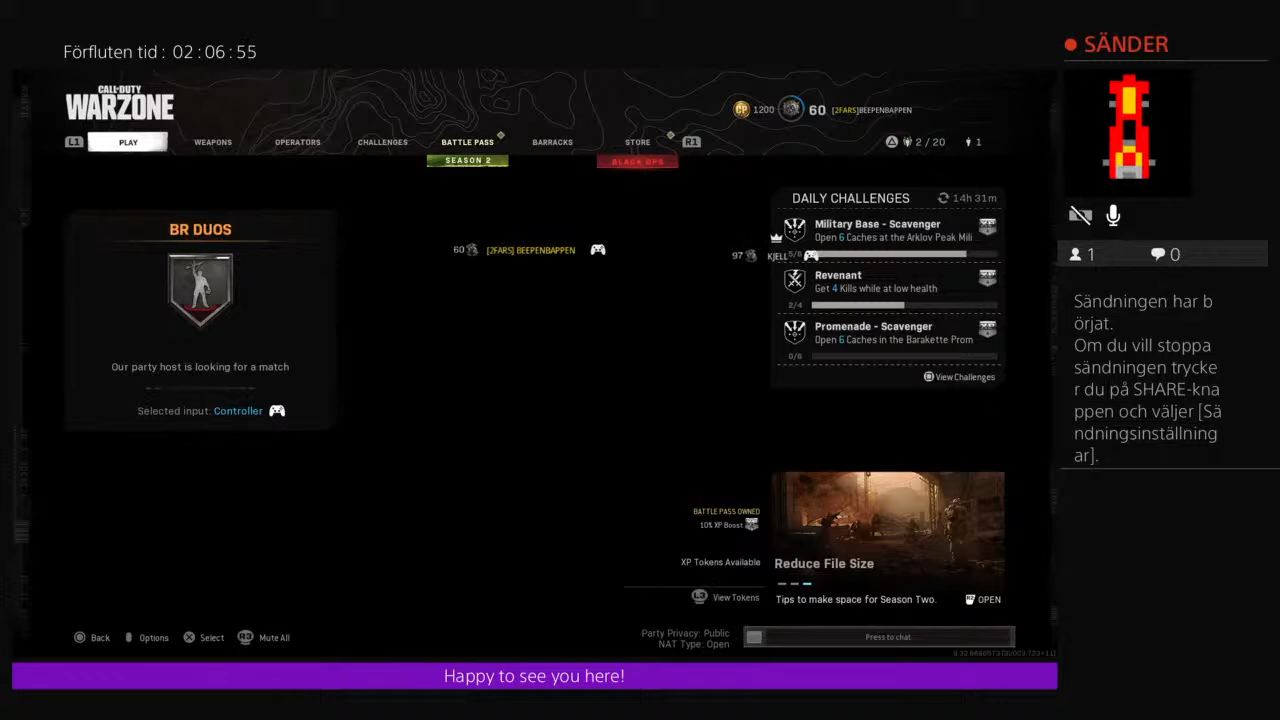 Förfluten tid : 02:06:55
SÄNDER
CALL OF DUTY
WARZONE
CP 1200 60 [2FARS]BEEPENBAPPEN
L1 PLAY WEAPONS OPERATORS CHALLENGES BATTLE PASS BARRACKS STORE R1 2 / 20 1
SEASON 2 BLACK OPS
BR DUOS
Our party host is looking for a match
Selected input: Controller
60 [2FARS] BEEPENBAPPEN
97 KJELL
DAILY CHALLENGES 14h 31m
Military Base - Scavenger
Open 6 Caches at the Arklov Peak Mili
5/6
Revenant
Get 4 Kills while at low health
2/4
Promenade - Scavenger
Open 6 Caches in the Barakette Prom
0/6
View Challenges
1 0
Sändningen har b
örjat.
Om du vill stoppa
sändningen trycke
r du på SHARE-kna
ppen och väljer [Sä
ndningsinställning
ar].
BATTLE PASS OWNED
10% XP Boost
XP Tokens Available
L3 View Tokens
Reduce File Size
Tips to make space for Season Two.
R3 OPEN
Back Options Select R3 Mute All
Party Privacy: Public
NAT Type: Open
Press to chat
Happy to see you here!